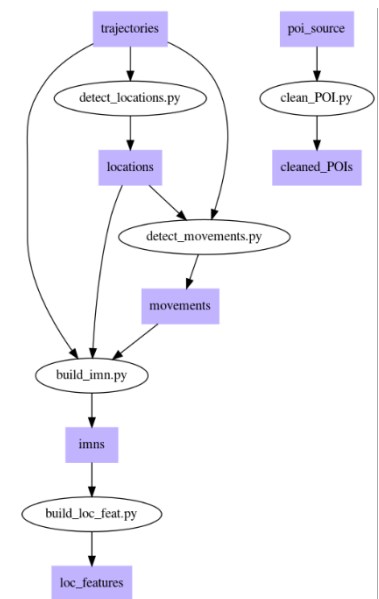 trajectories
poi_source
detect_locations.py
clean_POI.py
locations
cleaned_POIs
detect_movements.py
movements
build_imn.py
imns
build_loc_feat.py
loc_features